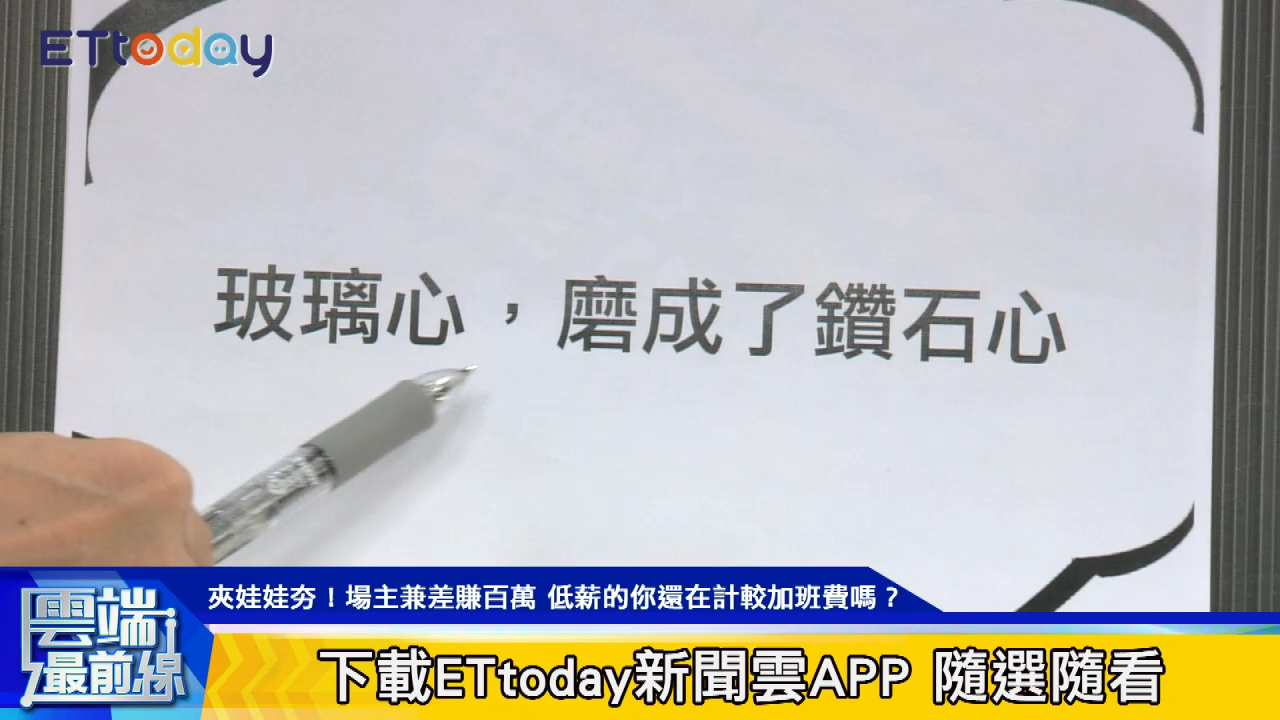 ETtoday
玻璃心，磨成了鑽石心
夾娃娃夯！場主兼差賺百萬 低薪的你還在計較加班費嗎？
雲端
最前線
下載ETtoday新聞雲APP 隨選隨看